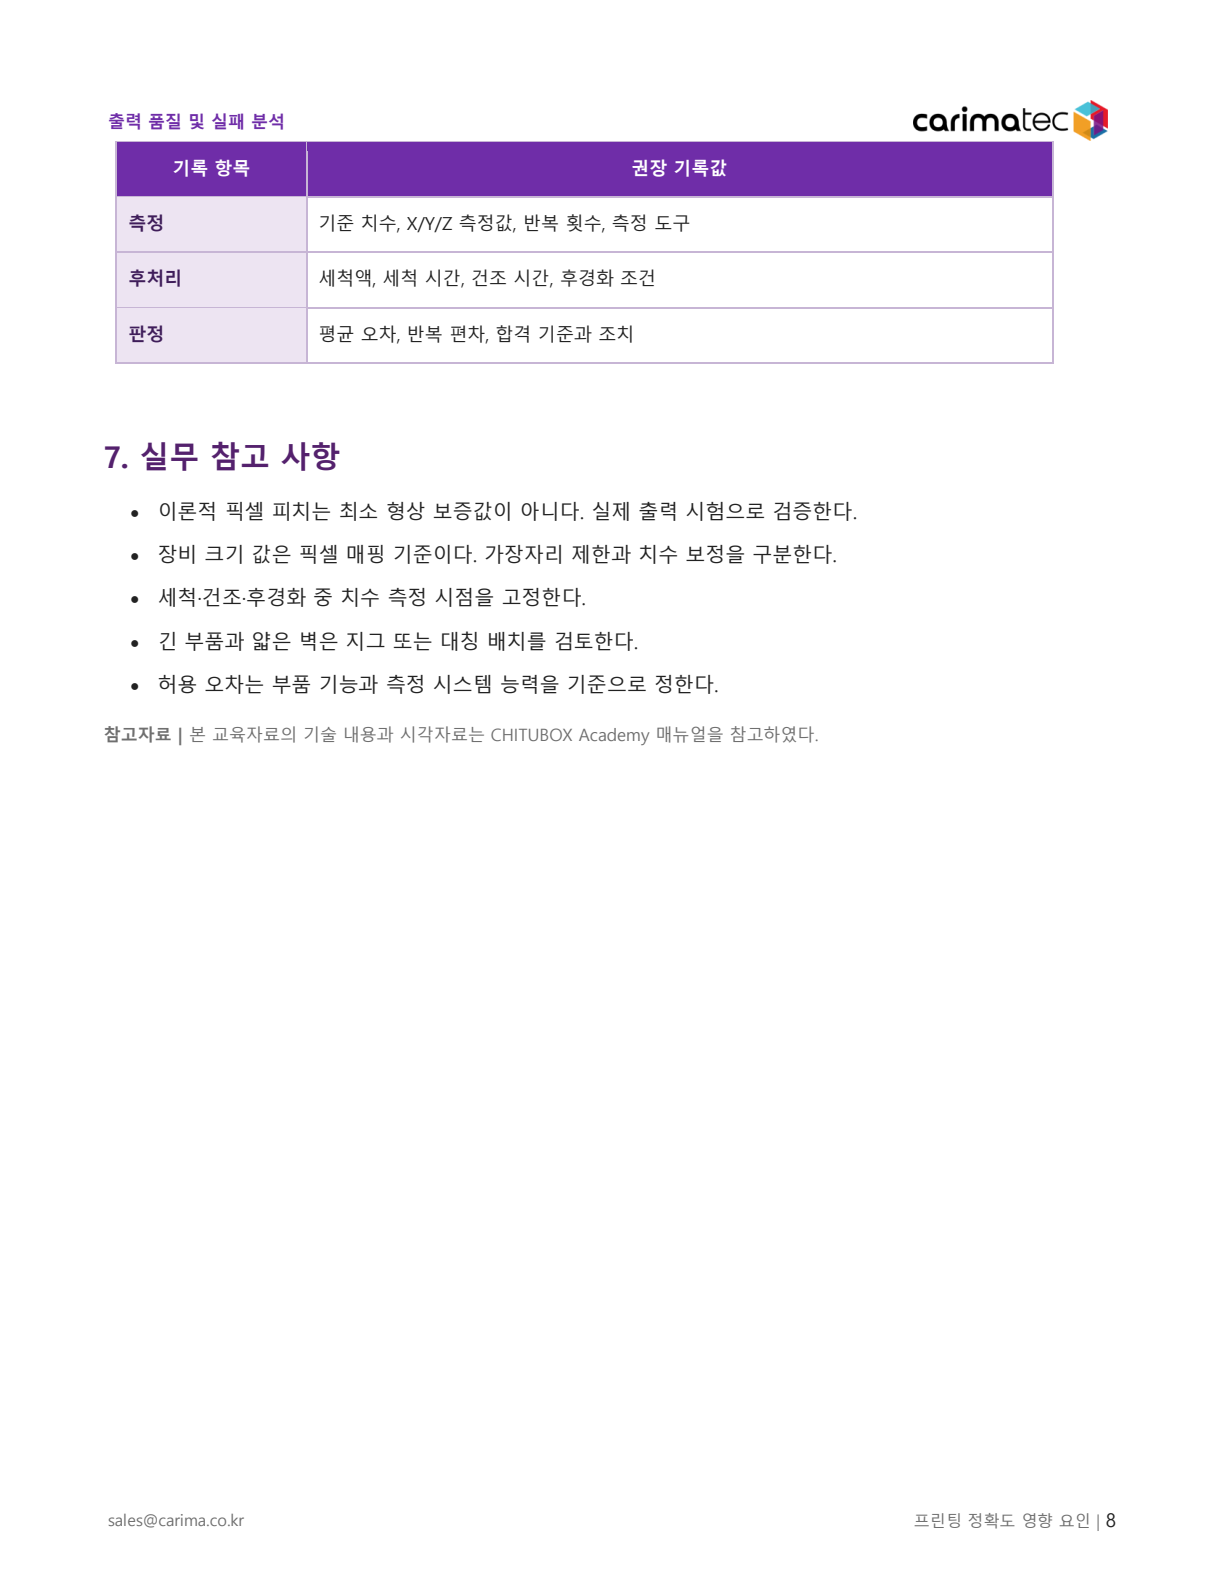 출력 품질 및 실패 분석
carimatec
기록 항목 권장 기록값
측정 기준 치수, X/Y/Z 측정값, 반복 횟수, 측정 도구
후처리 세척액, 세척 시간, 건조 시간, 후경화 조건
판정 평균 오차, 반복 편차, 합격 기준과 조치
7. 실무 참고 사항
• 이론적 픽셀 피치는 최소 형상 보증값이 아니다. 실제 출력 시험으로 검증한다.
• 장비 크기 값은 픽셀 매핑 기준이다. 가장자리 제한과 치수 보정을 구분한다.
• 세척·건조·후경화 중 치수 측정 시점을 고정한다.
• 긴 부품과 얇은 벽은 지그 또는 대칭 배치를 검토한다.
• 허용 오차는 부품 기능과 측정 시스템 능력을 기준으로 정한다.
참고자료 | 본 교육자료의 기술 내용과 시각자료는 CHITUBOX Academy 매뉴얼을 참고하였다.
sales@carima.co.kr
프린팅 정확도 영향 요인 | 8